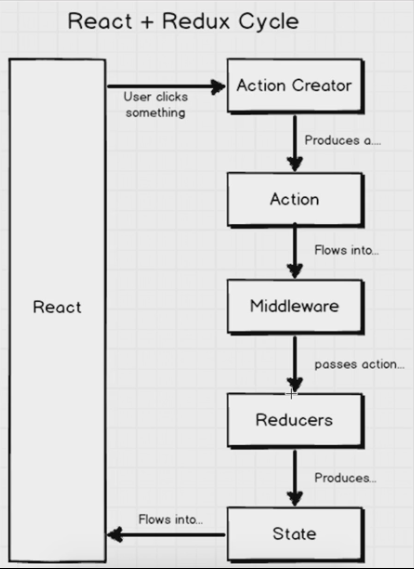 React + Redux Cycle
Action Creator
User clicks
something
Produces a...
Action
Flows into...
React
Middleware
passes action...
Reducers
Produces...
Flows into...
State